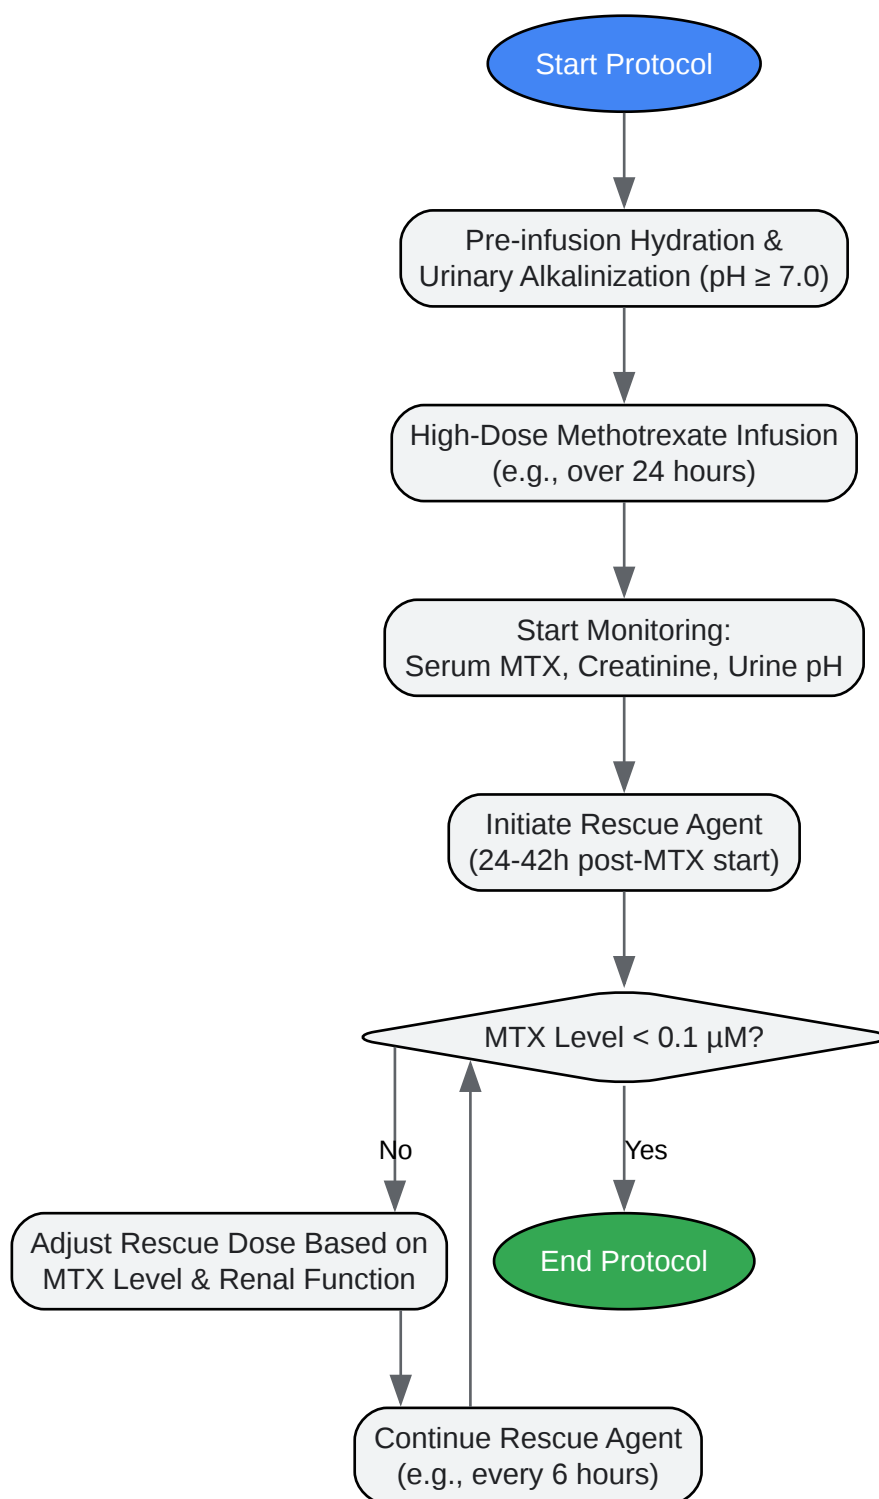 Start Protocol
Pre-infusion Hydration &
Urinary Alkalinization (pH ≥ 7.0)
High-Dose Methotrexate Infusion
(e.g., over 24 hours)
Start Monitoring:
Serum MTX, Creatinine, Urine pH
Initiate Rescue Agent
(24-42h post-MTX start)
MTX Level < 0.1 µM?
No
Yes
Adjust Rescue Dose Based on
MTX Level & Renal Function
End Protocol
Continue Rescue Agent
(e.g., every 6 hours)